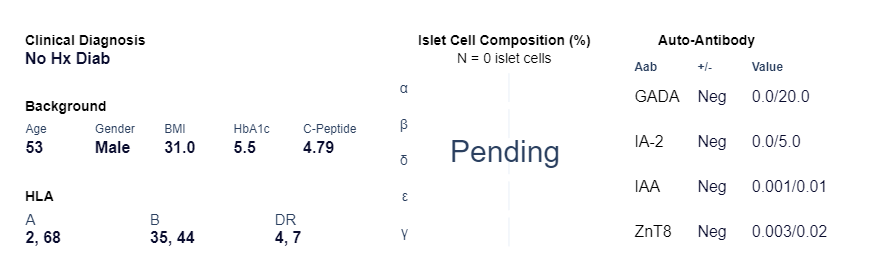 Clinical Diagnosis
No Hx Diab
Background
Age Gender BMI HbA1c C-Peptide
53 Male 31.0 5.5 4.79
HLA
A B DR
2, 68 35, 44 4, 7
Islet Cell Composition (%)
N = 0 islet cells
α
β
δ
ε
γ
Pending
Auto-Antibody
Aab +/- Value
GADA Neg 0.0/20.0
IA-2 Neg 0.0/5.0
IAA Neg 0.001/0.01
ZnT8 Neg 0.003/0.02